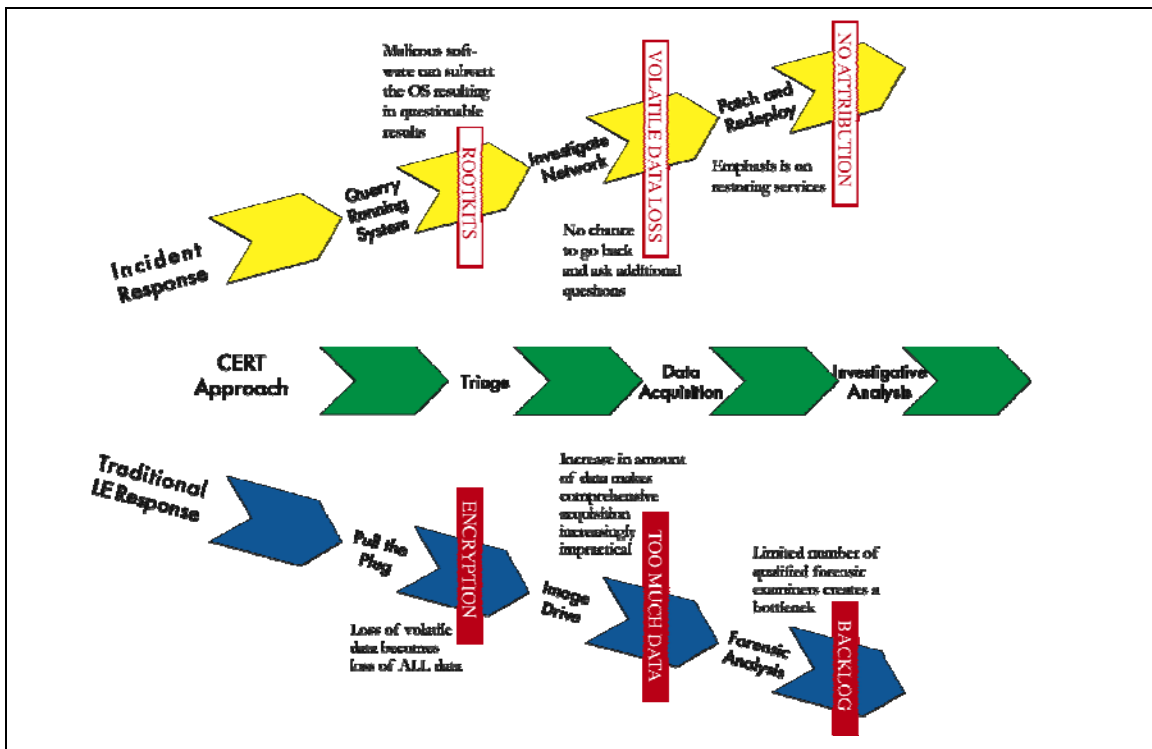 Malicous soft-
ware can subvert
the OS resulting
in questionable
results
ROOTKITS
VOLATILE DATA LOSS
NO ATTRIBUTION
Incident
Response
Querry
Running
System
Investigate
Network
Patch and
Redeploy
Emphasis is on
restoring services
No chance
to go back
and ask additional
questions
CERT
Approach
Triage
Data
Acquisition
Investigative
Analysis
Traditional
LE Response
Pull the
Plug
ENCRYPTION
Loss of volatile
data becomes
loss of ALL data
Increase in amount
of data makes
comprehensive
acquisition
increasingly
impractical
Image
Drive
TOO MUCH DATA
Limited number of
qualified forensic
examiners creates a
bottlenek
Forensic
Analysis
BACKLOG